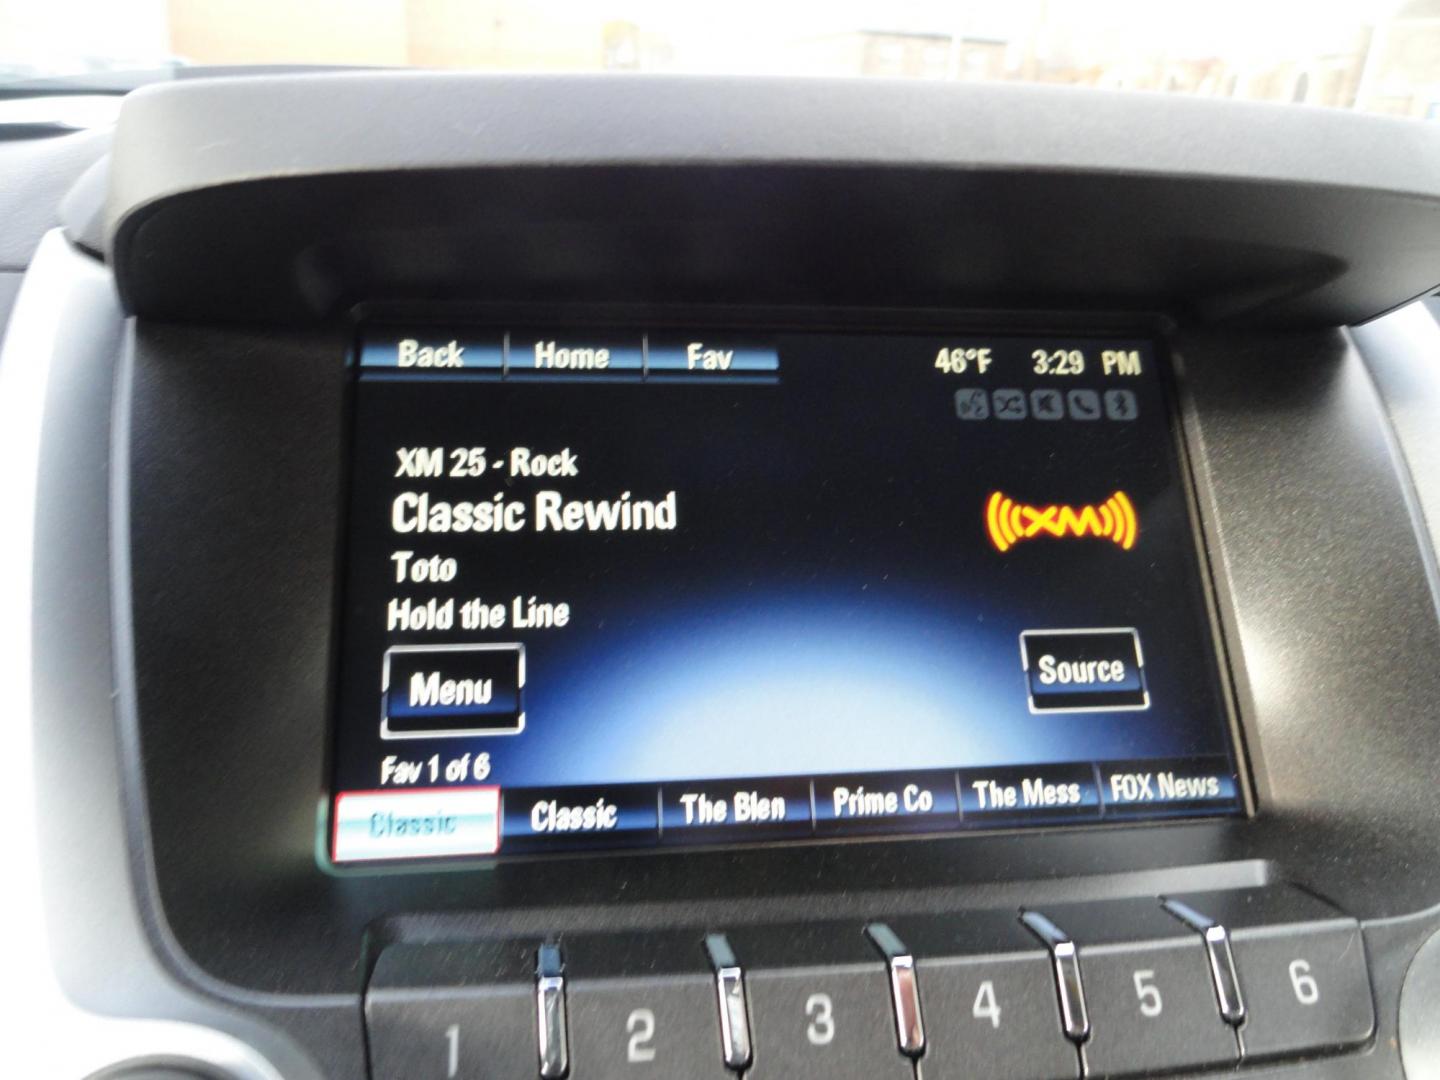 Back Home Fav 46°F 3:29 PM
XM 25 - Rock
Classic Rewind
XM
Toto
Hold the Line
Menu Source
Fav 1 of 6
Classic Classic The Blen Prime Co The Mess FOX News
1 2 3 4 5 6